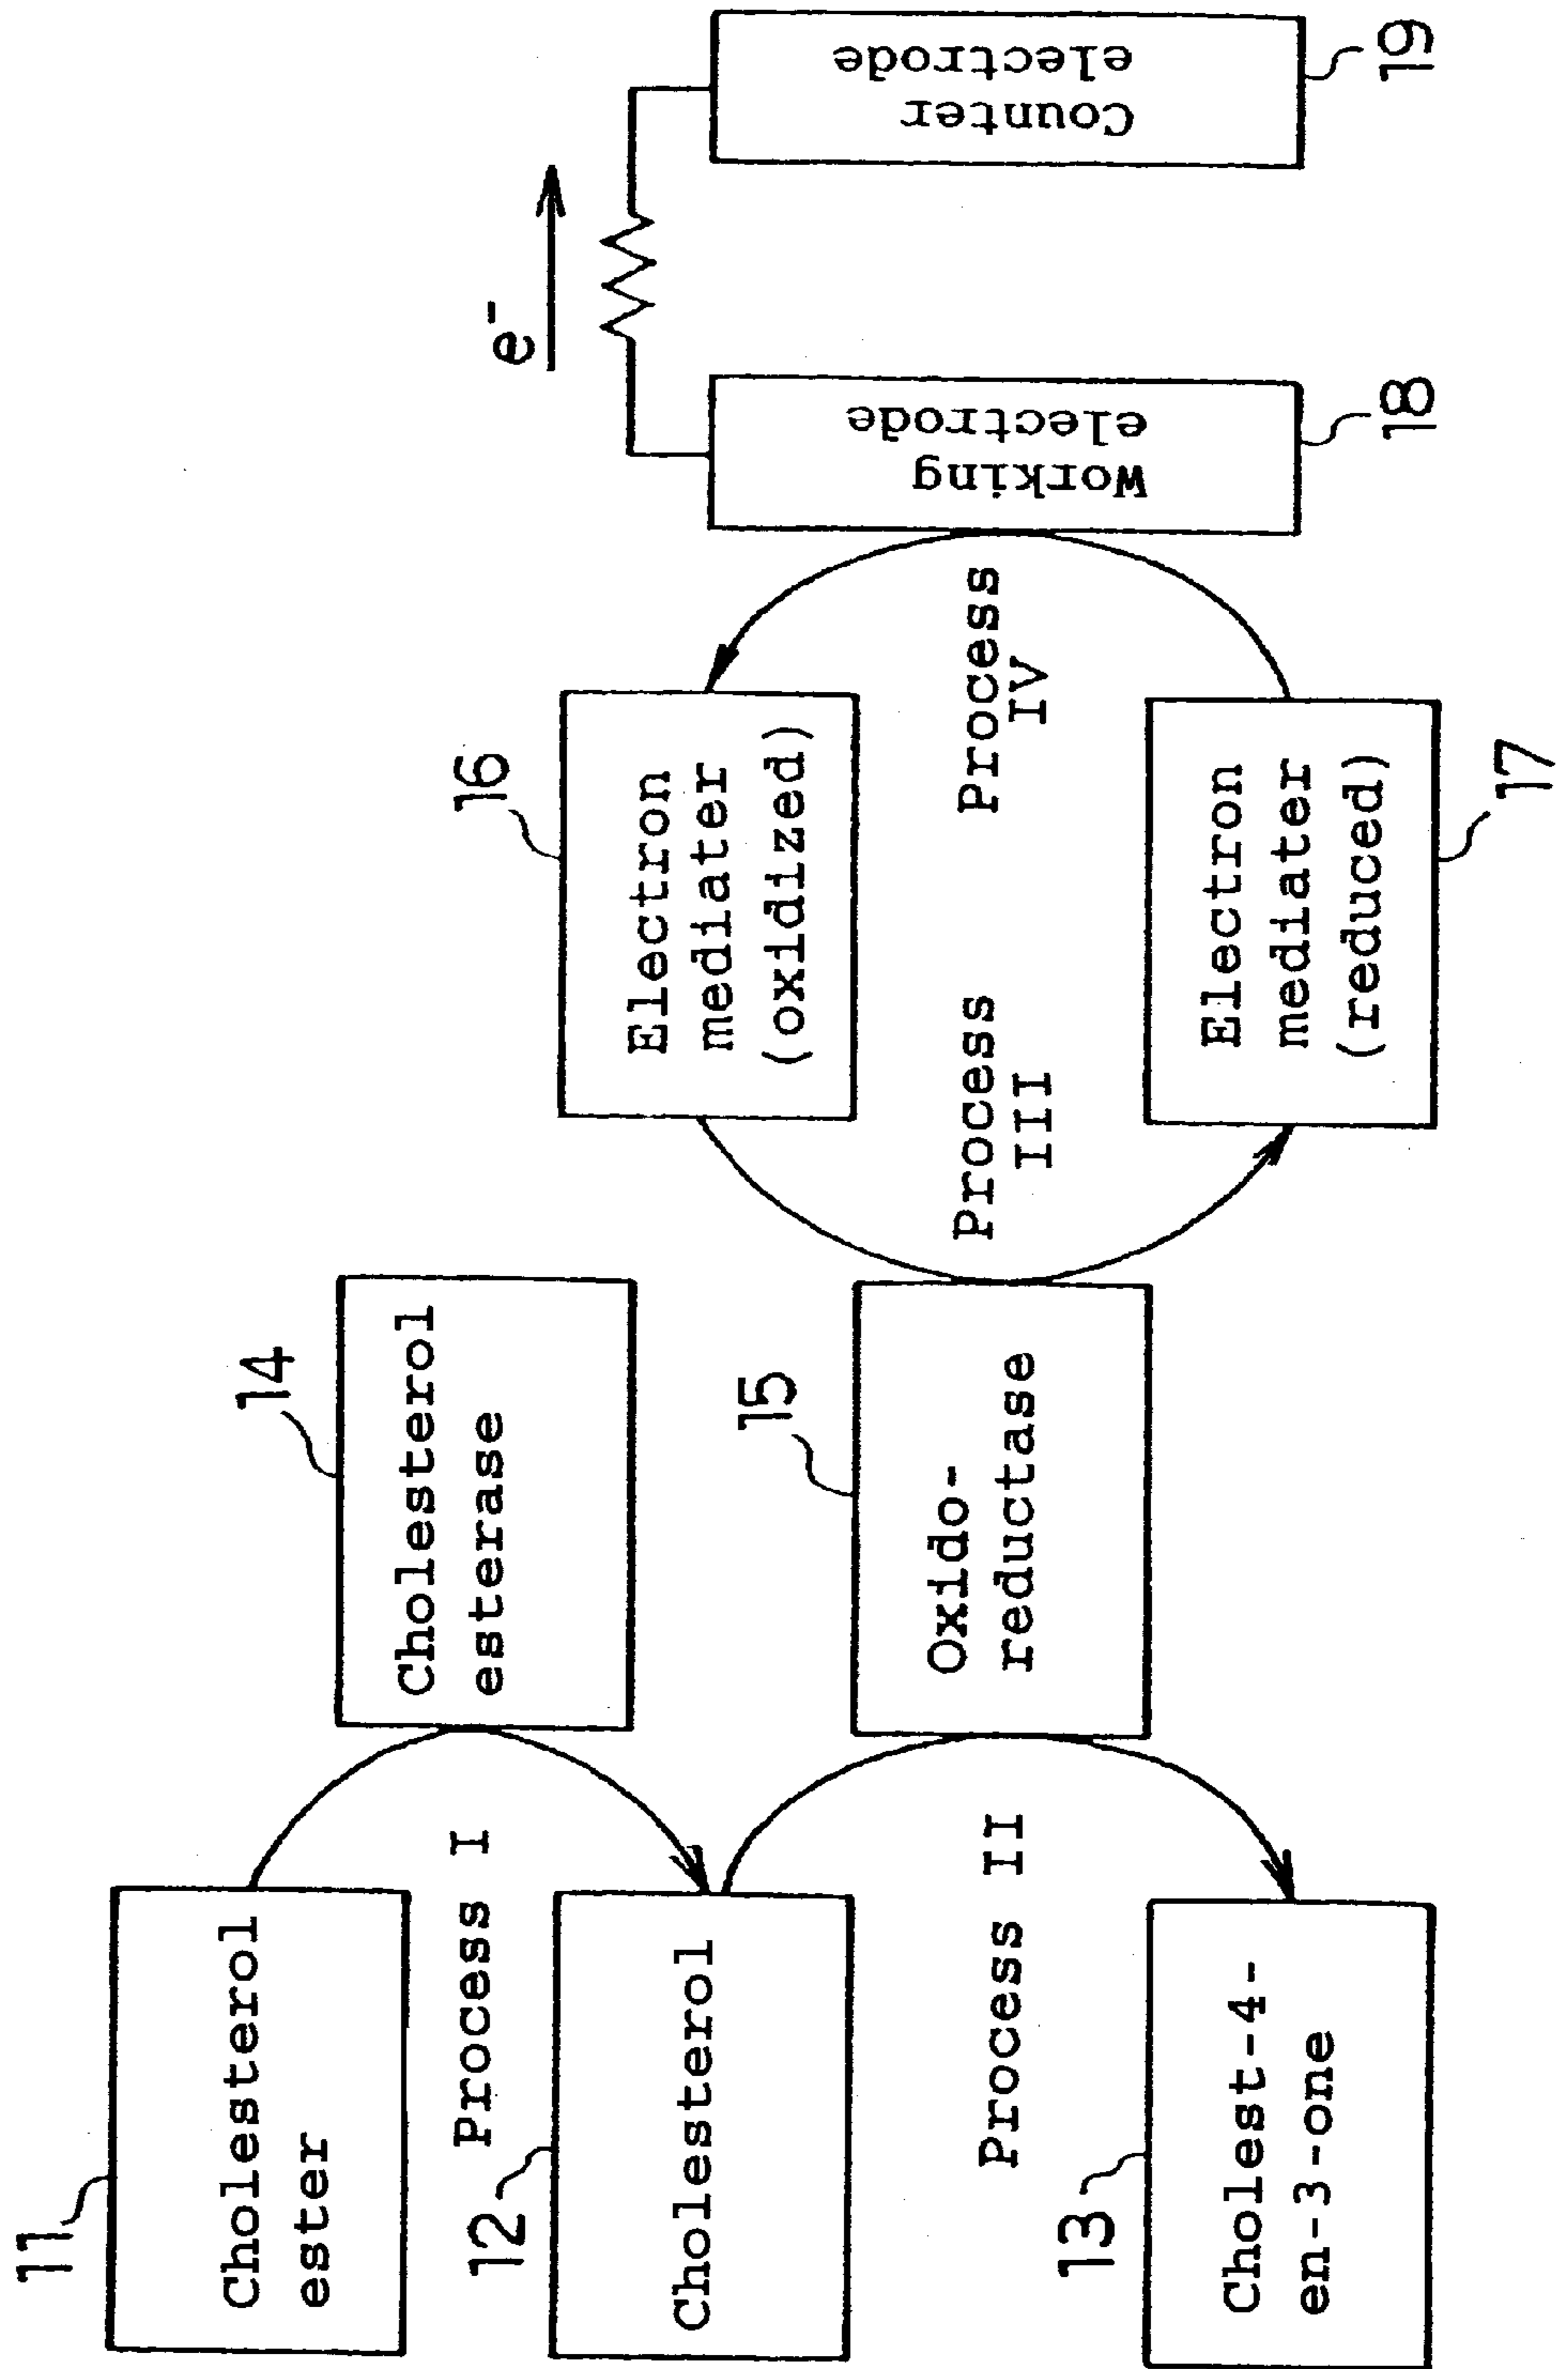 11
Cholesterol
ester
Process I
12
Cholesterol
Process II
13
Cholest-4-
en-3-one
14
Cholesterol
esterase
15
Oxido-
reductase
Process
III
16
Electron
mediater
(oxidized)
Process
IV
Electron
mediater
(reduced)
17
e⁻
Working
electrode
18
Counter
electrode
19